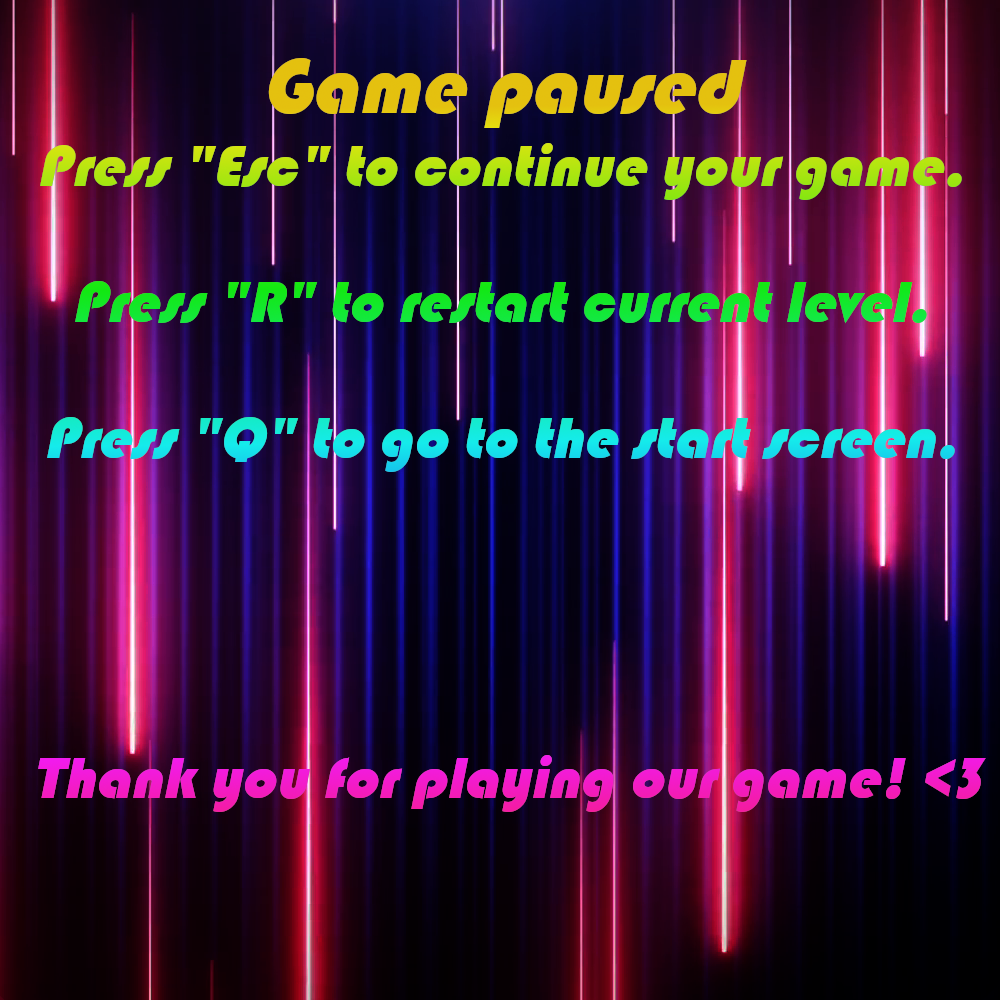 Game paused
Press "Esc" to continue your game.
Press "R" to restart current level.
Press "Q" to go to the start screen.
Thank you for playing our game! <3